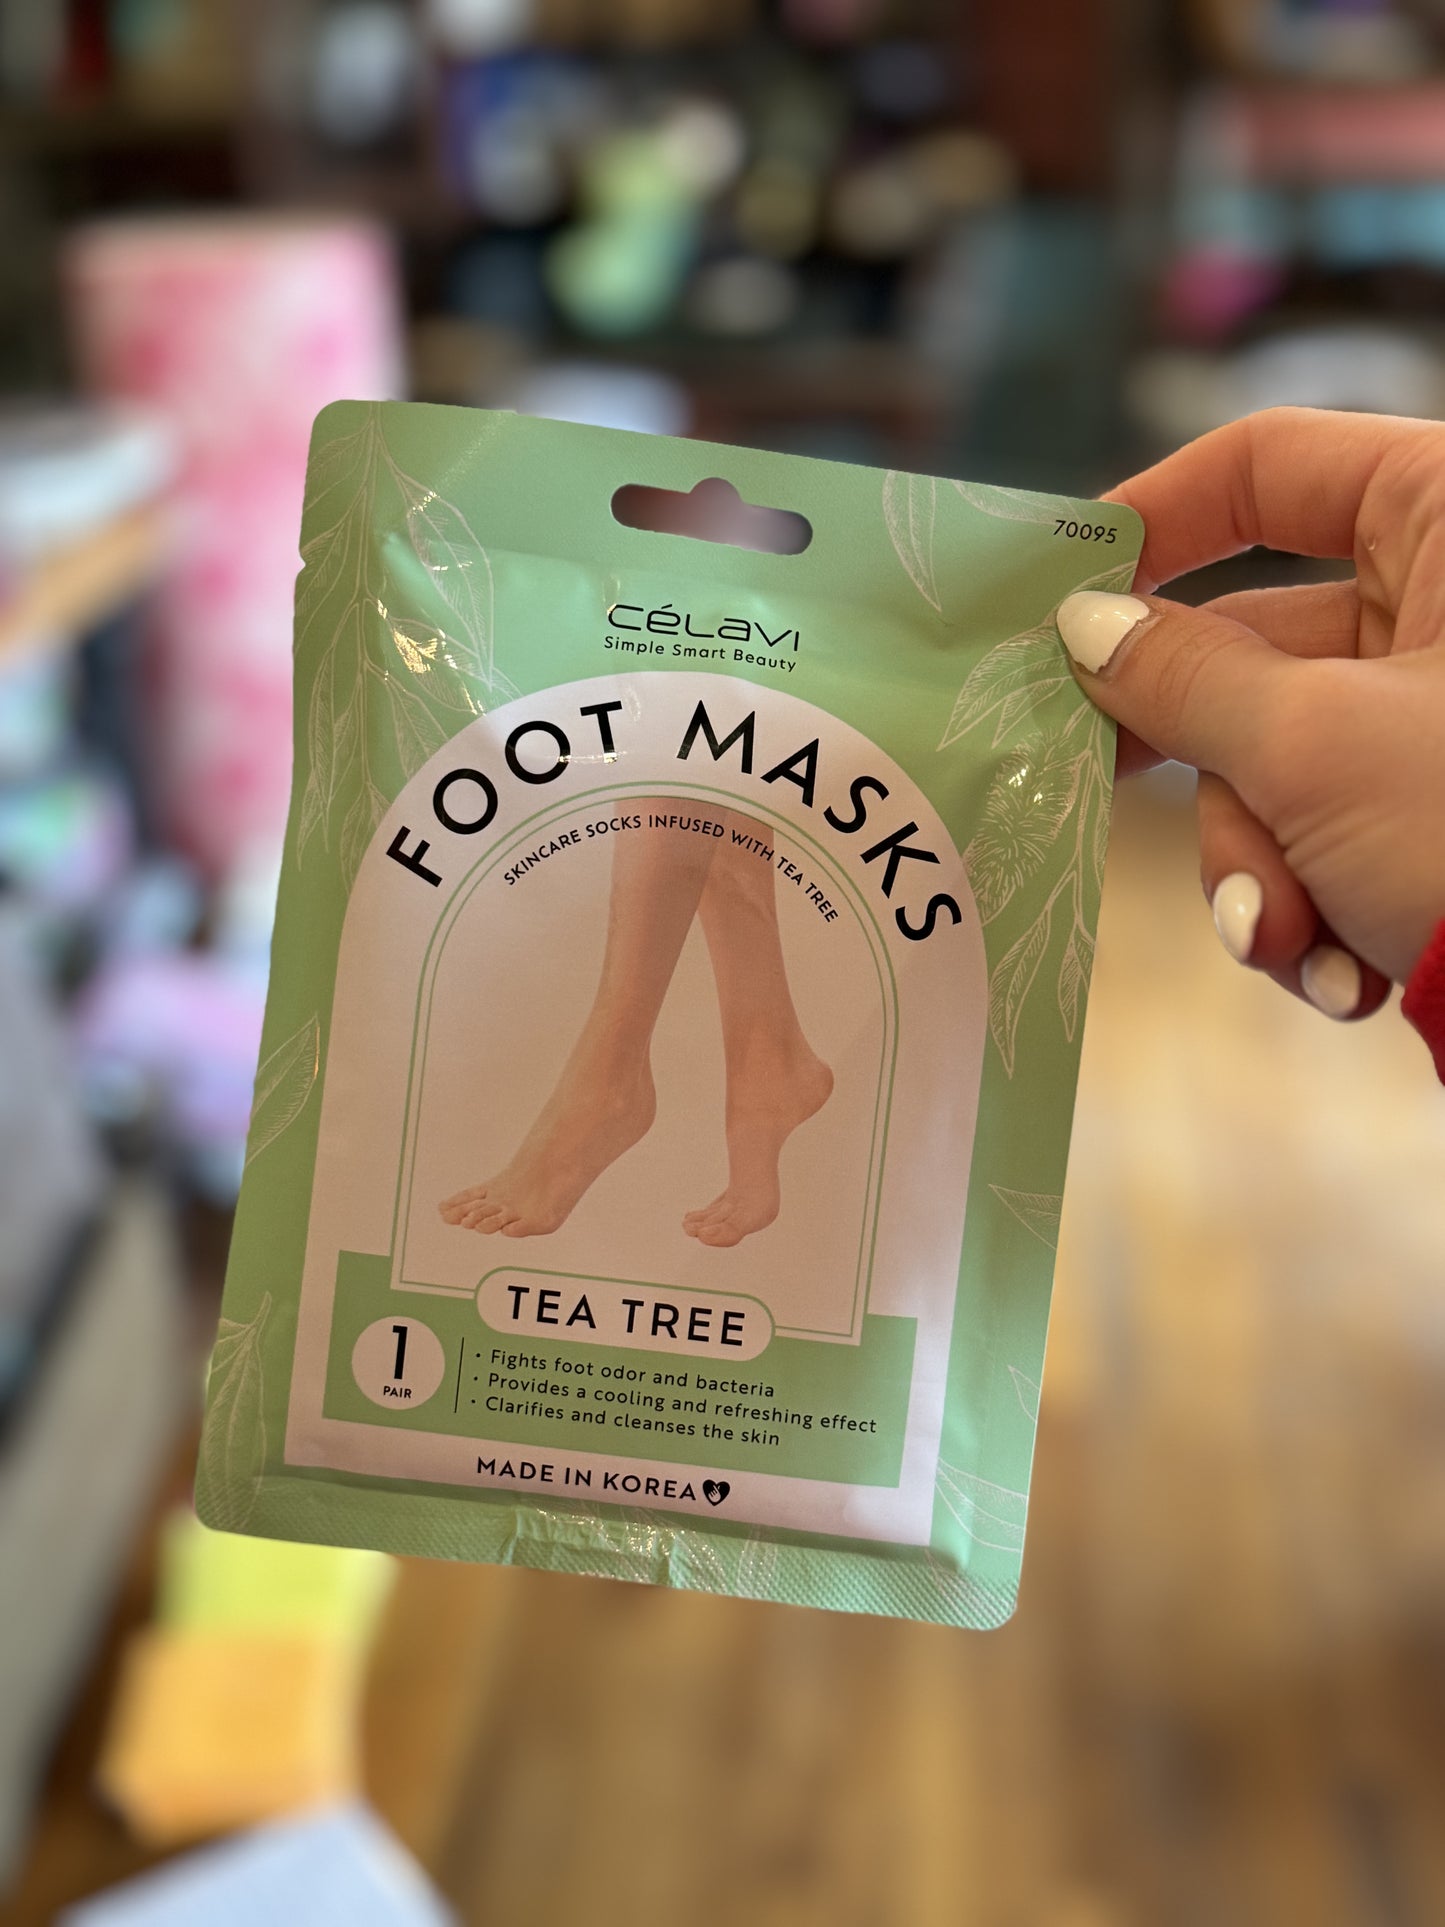 70095
CéLaVI
Simple Smart Beauty
FOOT MASKS
SKINCARE SOCKS INFUSED WITH TEA TREE
TEA TREE
1
PAIR
• Fights foot odor and bacteria
• Provides a cooling and refreshing effect
• Clarifies and cleanses the skin
MADE IN KOREA